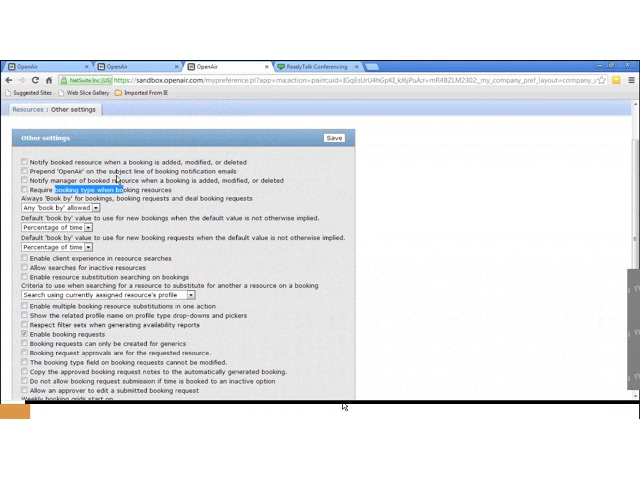 OpenAir
OpenAir
OpenAir
ReadyTalk Conferencing
NetSuite Inc [US]
https://sandbox.openair.com/mypreference.pl?app=ma;action=paint;uid=
Suggested Sites
Web Slice Gallery
Imported From IE
Resources : Other settings
Other settings
Save
Notify booked resource when a booking is added, modified, or deleted
Prepend 'OpenAir' on the subject line of booking notification emails
Notify manager of booked resource when a booking is added, modified, or deleted
Require booking type when booking resources
Always 'Book by' for bookings, booking requests and deal booking requests
Any 'book by' allowed
Default 'book by' value to use for new bookings when the default value is not otherwise implied.
Percentage of time
Default 'book by' value to use for new booking requests when the default value is not otherwise implied.
Percentage of time
Enable client experience in resource searches
Allow searches for inactive resources
Enable resource substitution searching on bookings
Criteria to use when searching for a resource to substitute for another resource on a booking
Search using currently assigned resource's profile
Enable multiple booking resource substitutions in one action
Show the related profile name on profile type drop-downs and pickers
Respect filter sets when generating availability reports
Enable booking requests
Booking requests can only be created for generics
Booking request approvals are for the requested resource.
The booking type field on booking requests cannot be modified.
Copy the approved booking request notes to the automatically generated booking.
Do not allow booking request submission if time is booked to an inactive option
Allow an approver to edit a submitted booking request
Weekly booking grids start on